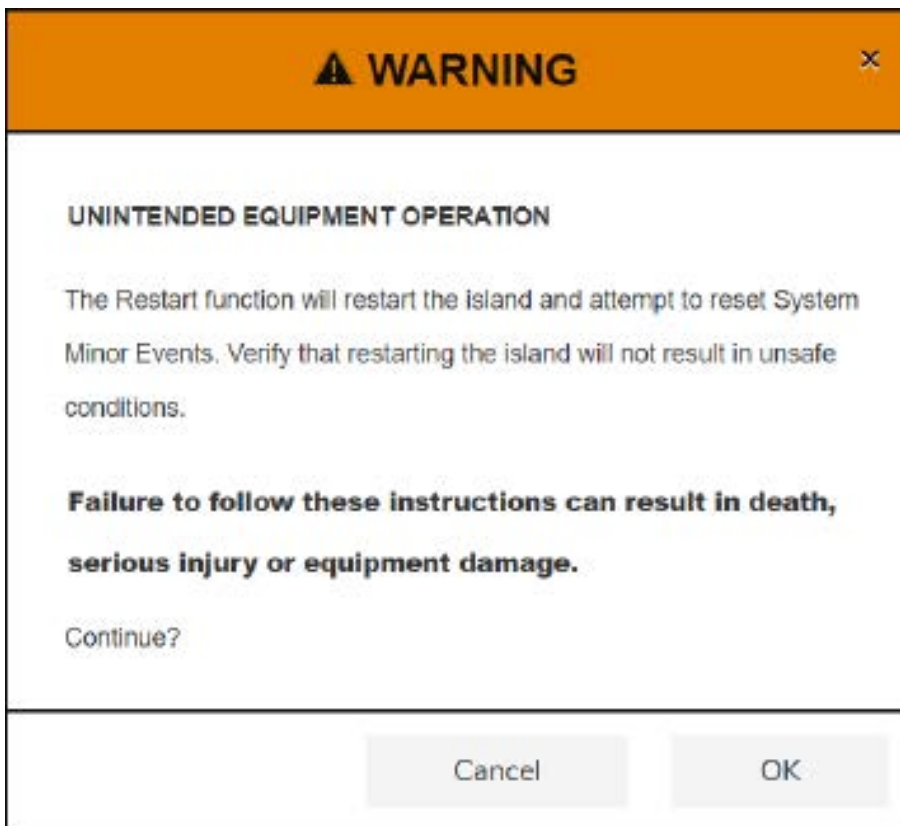 ⚠ WARNING
×
UNINTENDED EQUIPMENT OPERATION
The Restart function will restart the island and attempt to reset System
Minor Events. Verify that restarting the island will not result in unsafe
conditions.
Failure to follow these instructions can result in death,
serious injury or equipment damage.
Continue?
Cancel
OK